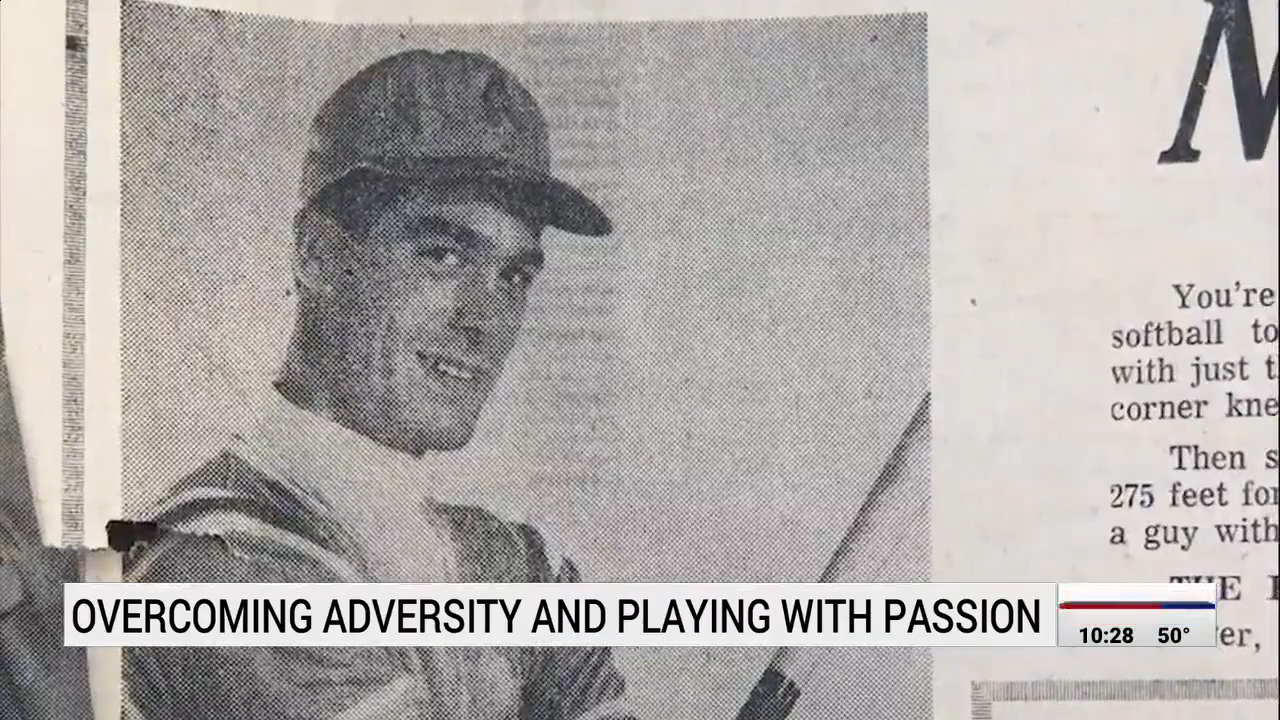 You're
softball to
with just t
corner kne
Then s
275 feet for
a guy with
OVERCOMING ADVERSITY AND PLAYING WITH PASSION
10:28 50°
er,